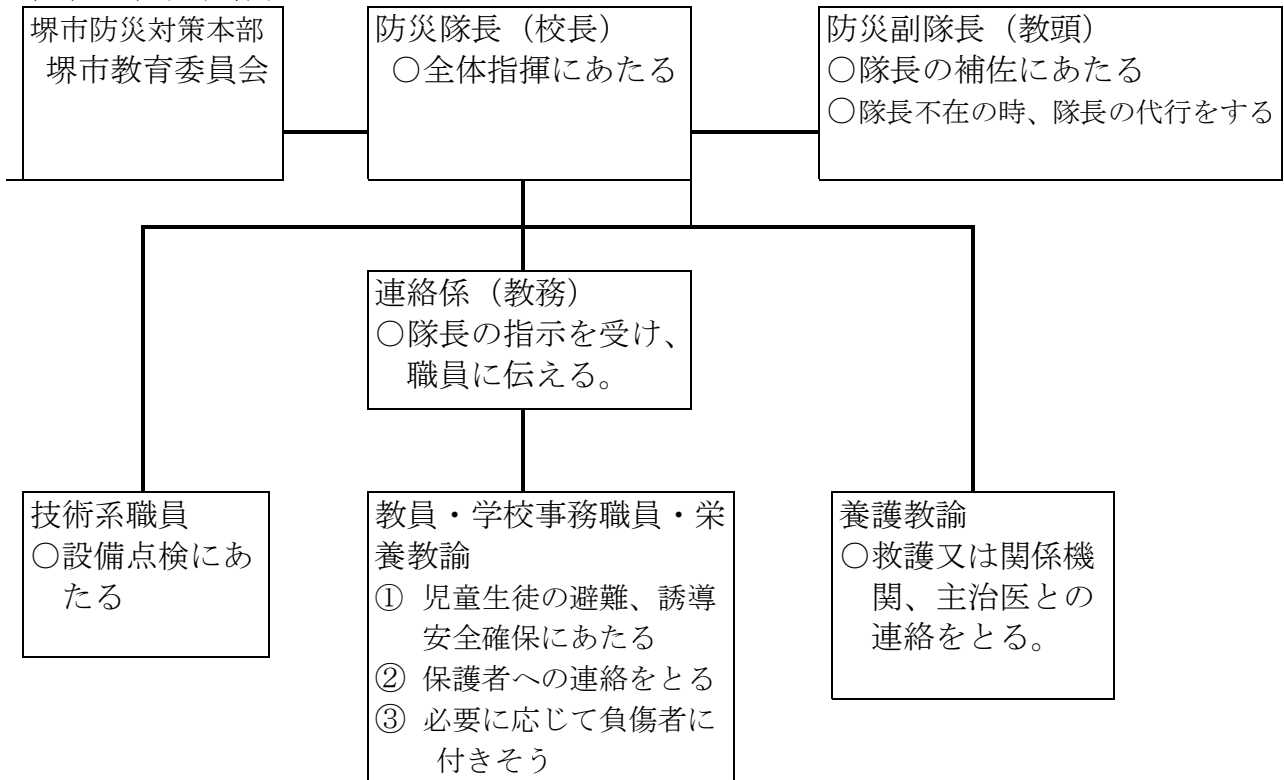 堺市防災対策本部
堺市教育委員会
防災隊長（校長）
○全体指揮にあたる
防災副隊長（教頭）
○隊長の補佐にあたる
○隊長不在の時、隊長の代行をする
連絡係（教務）
○隊長の指示を受け、
職員に伝える。
技術系職員
○設備点検にあ
たる
教員・学校事務職員・栄
養教諭
① 児童生徒の避難、誘導
安全確保にあたる
② 保護者への連絡をとる
③ 必要に応じて負傷者に
付きそう
養護教諭
○救護又は関係機
関、主治医との
連絡をとる。